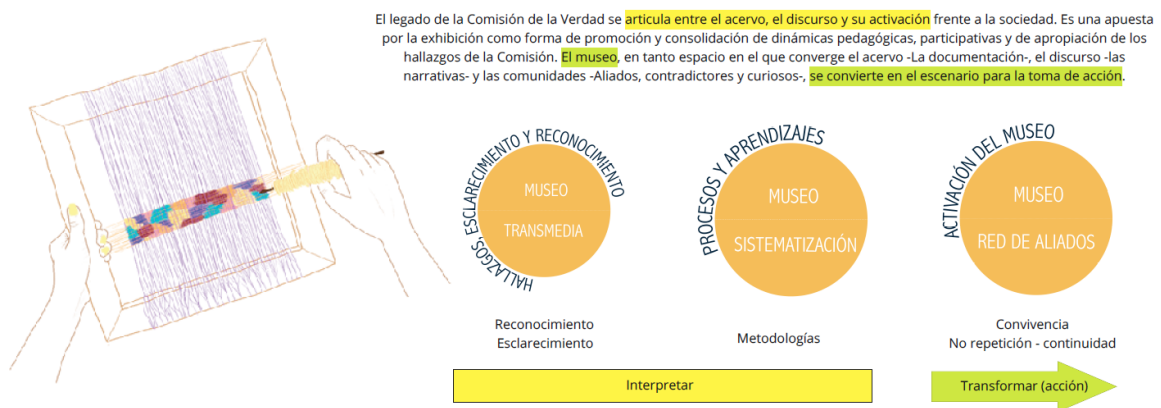 El legado de la Comisión de la Verdad se articula entre el acervo, el discurso y su activación frente a la sociedad. Es una apuesta
por la exhibición como forma de promoción y consolidación de dinámicas pedagógicas, participativas y de apropiación de los
hallazgos de la Comisión. El museo, en tanto espacio en el que converge el acervo -La documentación-, el discurso -las
narrativas- y las comunidades -Aliados, contradictores y curiosos-, se convierte en el escenario para la toma de acción.
HALLAZGOS, ESCLARECIMIENTO Y RECONOCIMIENTO
MUSEO
TRANSMEDIA
Reconocimiento
Esclarecimiento
PROCESOS Y APRENDIZAJES
MUSEO
SISTEMATIZACIÓN
Metodologías
ACTIVACIÓN DEL MUSEO
MUSEO
RED DE ALIADOS
Convivencia
No repetición - continuidad
Interpretar
Transformar (acción)